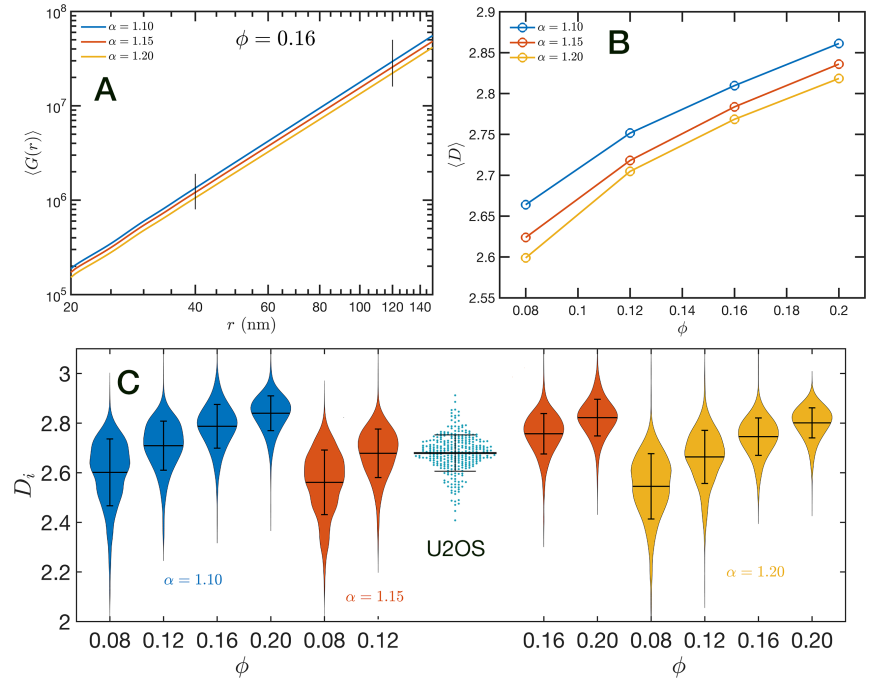 10^8
10^7
10^6
10^5
⟨G(r)⟩
α = 1.10
α = 1.15
α = 1.20
A
ϕ = 0.16
20 40 60 80 100 120 140
r (nm)
2.9
2.85
2.8
2.75
2.7
2.65
2.6
2.55
⟨D⟩
α = 1.10
α = 1.15
α = 1.20
B
0.08 0.1 0.12 0.14 0.16 0.18 0.2
ϕ
3
2.8
2.6
2.4
2.2
2
D_i
C
U2OS
α = 1.10
α = 1.15
α = 1.20
0.08 0.12 0.16 0.20 0.08 0.12 0.16 0.20 0.08 0.12 0.16 0.20
ϕ ϕ